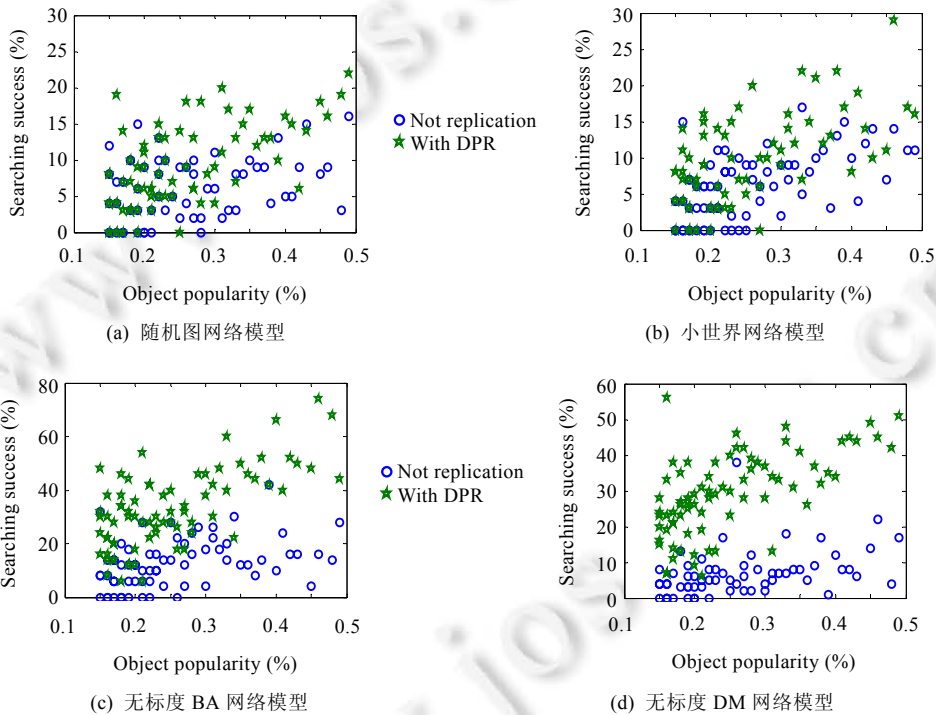 30
25
20
15
10
5
0
0.1 0.2 0.3 0.4 0.5
Searching success (%)
Object popularity (%)
(a) 随机图网络模型
Not replication
With DPR
30
25
20
15
10
5
0
0.1 0.2 0.3 0.4 0.5
Searching success (%)
Object popularity (%)
(b) 小世界网络模型
80
60
40
20
0
0.1 0.2 0.3 0.4 0.5
Searching success (%)
Object popularity (%)
(c) 无标度 BA 网络模型
Not replication
With DPR
60
50
40
30
20
10
0
0.1 0.2 0.3 0.4 0.5
Searching success (%)
Object popularity (%)
(d) 无标度 DM 网络模型